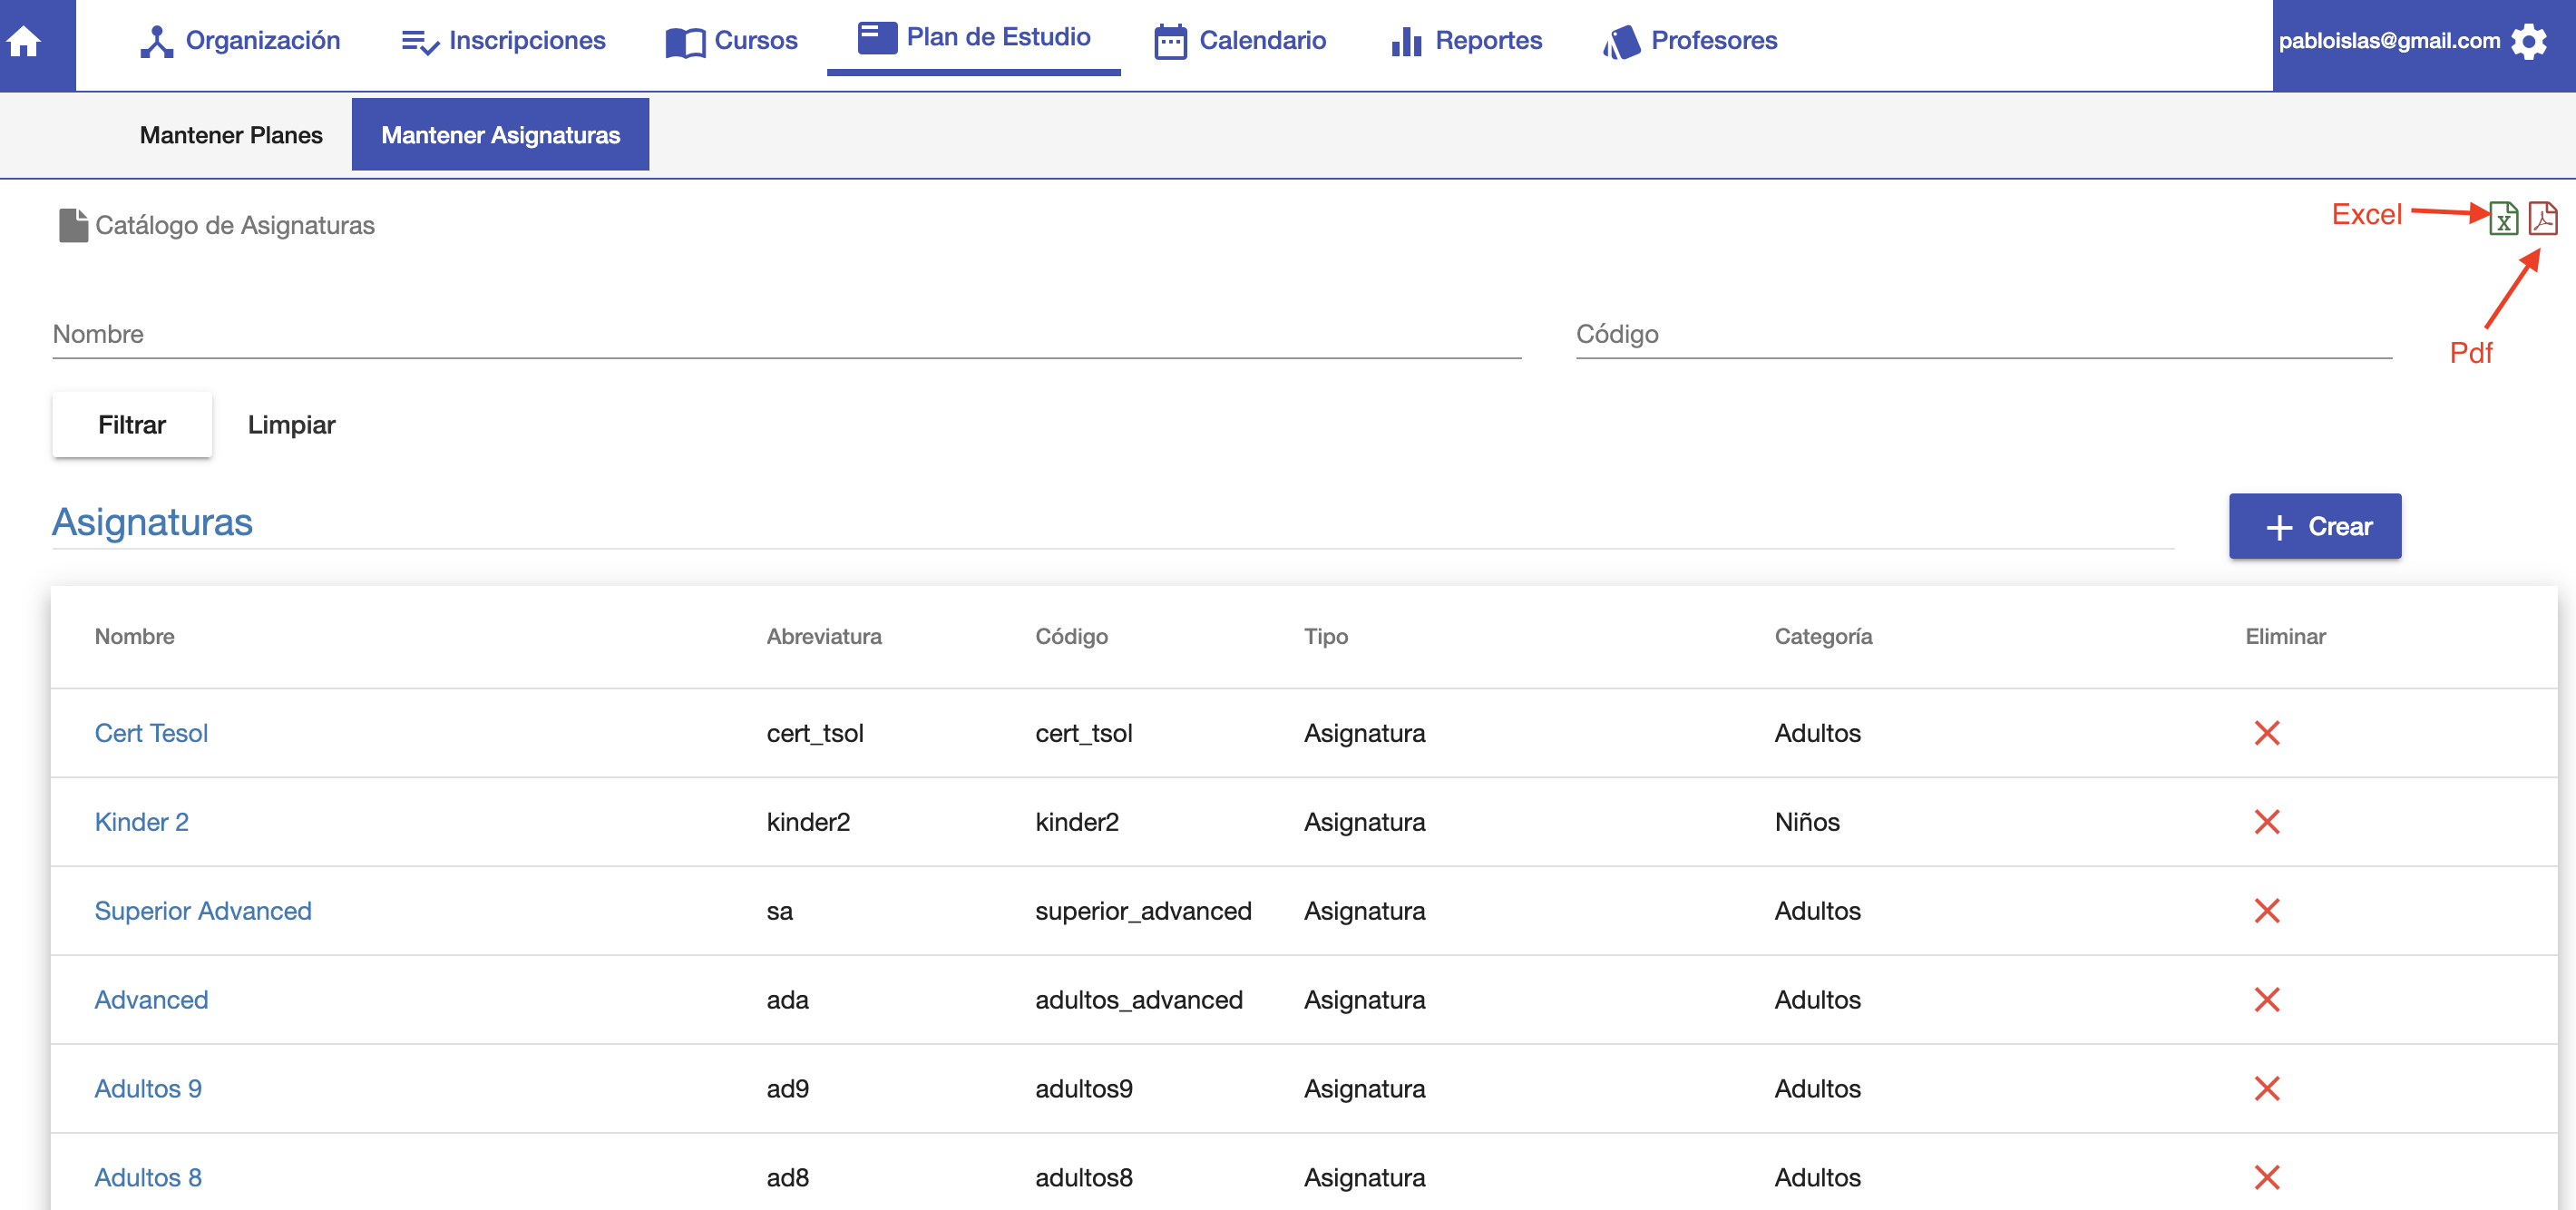 Organización Inscripciones Cursos Plan de Estudio Calendario Reportes Profesores pabloislas@gmail.com
Mantener Planes Mantener Asignaturas
Catálogo de Asignaturas Excel
Nombre Código Pdf
Filtrar Limpiar
Asignaturas + Crear
Nombre Abreviatura Código Tipo Categoría Eliminar
Cert Tesol cert_tsol cert_tsol Asignatura Adultos
Kinder 2 kinder2 kinder2 Asignatura Niños
Superior Advanced sa superior_advanced Asignatura Adultos
Advanced ada adultos_advanced Asignatura Adultos
Adultos 9 ad9 adultos9 Asignatura Adultos
Adultos 8 ad8 adultos8 Asignatura Adultos